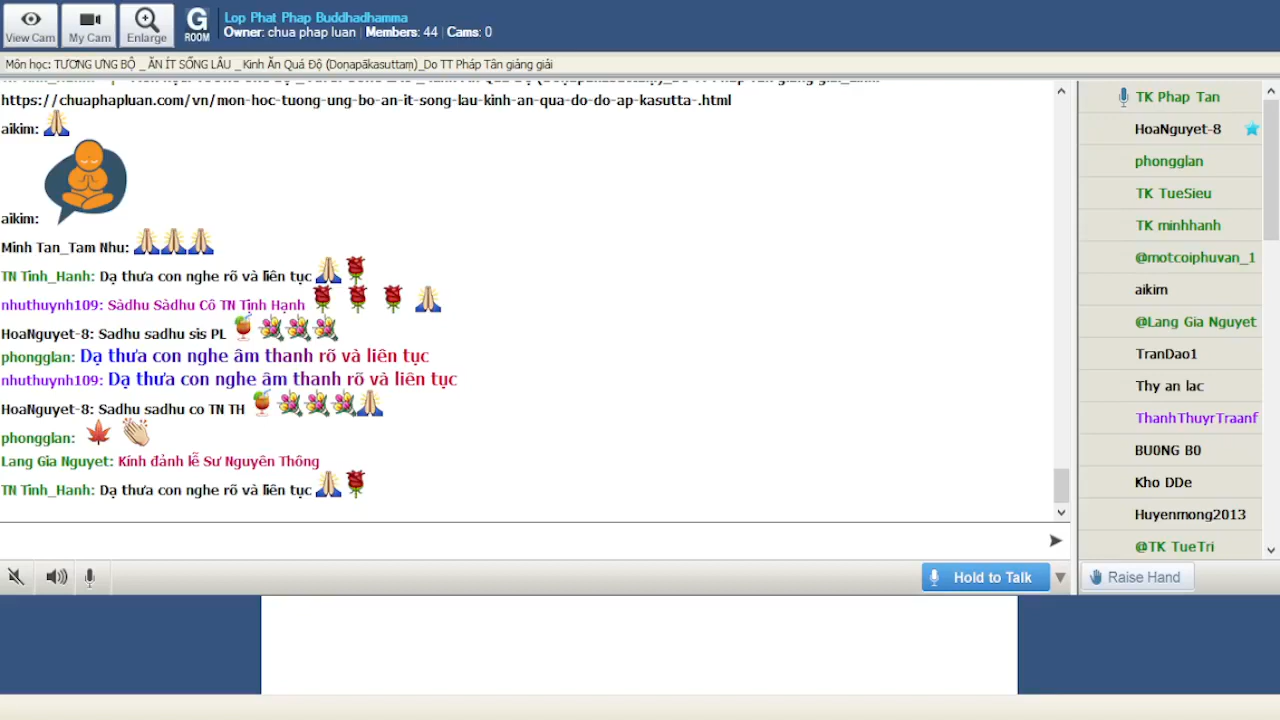 View Cam
My Cam
Enlarge
G
ROOM
Lop Phat Phap Buddhadhamma
Owner: chua phap luan | Members: 44 | Cams: 0
Môn học: TƯƠNG ƯNG BỘ _ ĂN ÍT SỐNG LÂU _ Kinh Ăn Quá Độ (Doṇapākasuttaṃ)_Do TT Pháp Tân giảng giải
https://chuaphapluan.com/vn/mon-hoc-tuong-ung-bo-an-it-song-lau-kinh-an-qua-do-do-ap-kasutta-.html
aikim: 🙏
aikim:
Minh Tan_Tam Nhu: 🙏🙏🙏
TN Tinh_Hanh: Dạ thưa con nghe rõ và liên tục 🙏🌹
nhuthuynh109: Sàdhu Sàdhu Cô TN Tịnh Hạnh 🌹 🌹 🌹 🙏
HoaNguyet-8: Sadhu sadhu sis PL 🍹💐💐💐
phongglan: Dạ thưa con nghe âm thanh rõ và liên tục
nhuthuynh109: Dạ thưa con nghe âm thanh rõ và liên tục
HoaNguyet-8: Sadhu sadhu co TN TH 🍹💐💐💐🙏
phongglan: 🍁 👏
Lang Gia Nguyet: Kính đảnh lễ Sư Nguyên Thông
TN Tinh_Hanh: Dạ thưa con nghe rõ và liên tục 🙏🌹
Hold to Talk
TK Phap Tan
HoaNguyet-8
phongglan
TK TueSieu
TK minhhanh
@motcoiphuvan_1
aikim
@Lang Gia Nguyet
TranDao1
Thy an lac
ThanhThuyrTraanf
BU0NG B0
Kho DDe
Huyenmong2013
@TK TueTri
Raise Hand